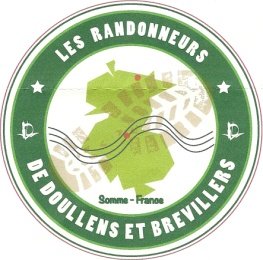 LES RANDONNEURS
Somme - France
DE DOULLENS ET BREVILLERS